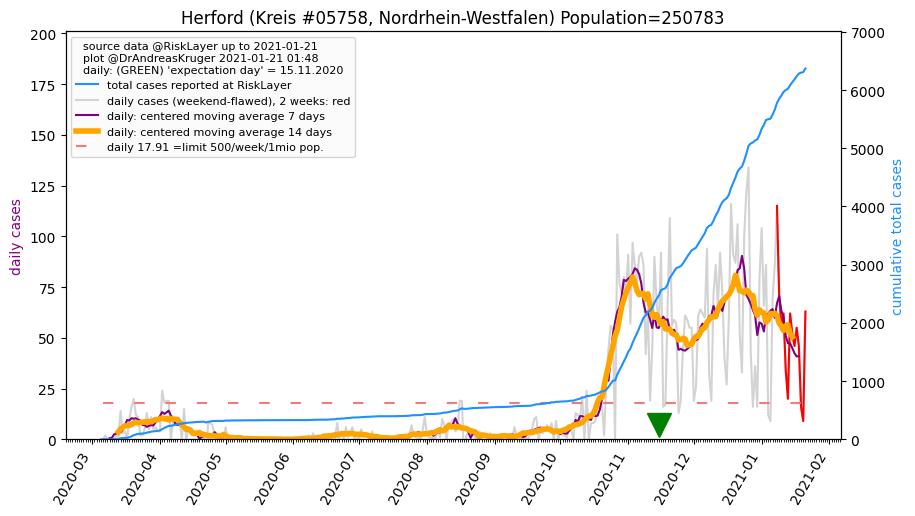 Herford (Kreis #05758, Nordrhein-Westfalen) Population=250783
source data @RiskLayer up to 2021-01-21
plot @DrAndreasKruger 2021-01-21 01:48
daily: (GREEN) 'expectation day' = 15.11.2020
total cases reported at RiskLayer
daily cases (weekend-flawed), 2 weeks: red
daily: centered moving average 7 days
daily: centered moving average 14 days
daily 17.91 =limit 500/week/1mio pop.
daily cases
200
175
150
125
100
75
50
25
0
cumulative total cases
7000
6000
5000
4000
3000
2000
1000
0
2020-03
2020-04
2020-05
2020-06
2020-07
2020-08
2020-09
2020-10
2020-11
2020-12
2021-01
2021-02